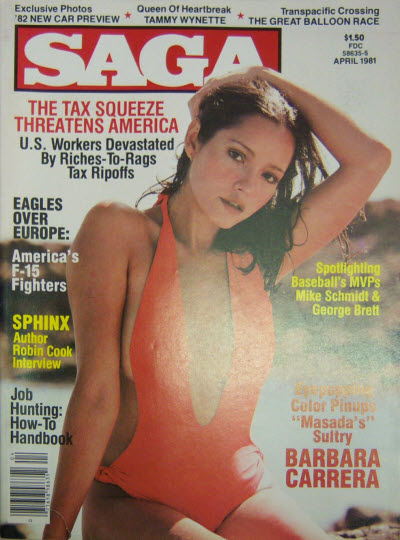 Exclusive Photos
'82 NEW CAR PREVIEW
★
Queen Of Heartbreak
TAMMY WYNETTE
★
Transpacific Crossing
THE GREAT BALLOON RACE
SAGA
$1.50
FDC
58635-5
APRIL 1981
THE TAX SQUEEZE
THREATENS AMERICA
U.S. Workers Devastated
By Riches-To-Rags
Tax Ripoffs
EAGLES
OVER
EUROPE:
America's
F-15
Fighters
SPHINX
Author
Robin Cook
Interview
Job
Hunting:
How-To
Handbook
Spotlighting
Baseball's MVPs
Mike Schmidt &
George Brett
Color Pinups
"Masada's"
Sultry
BARBARA
CARRERA